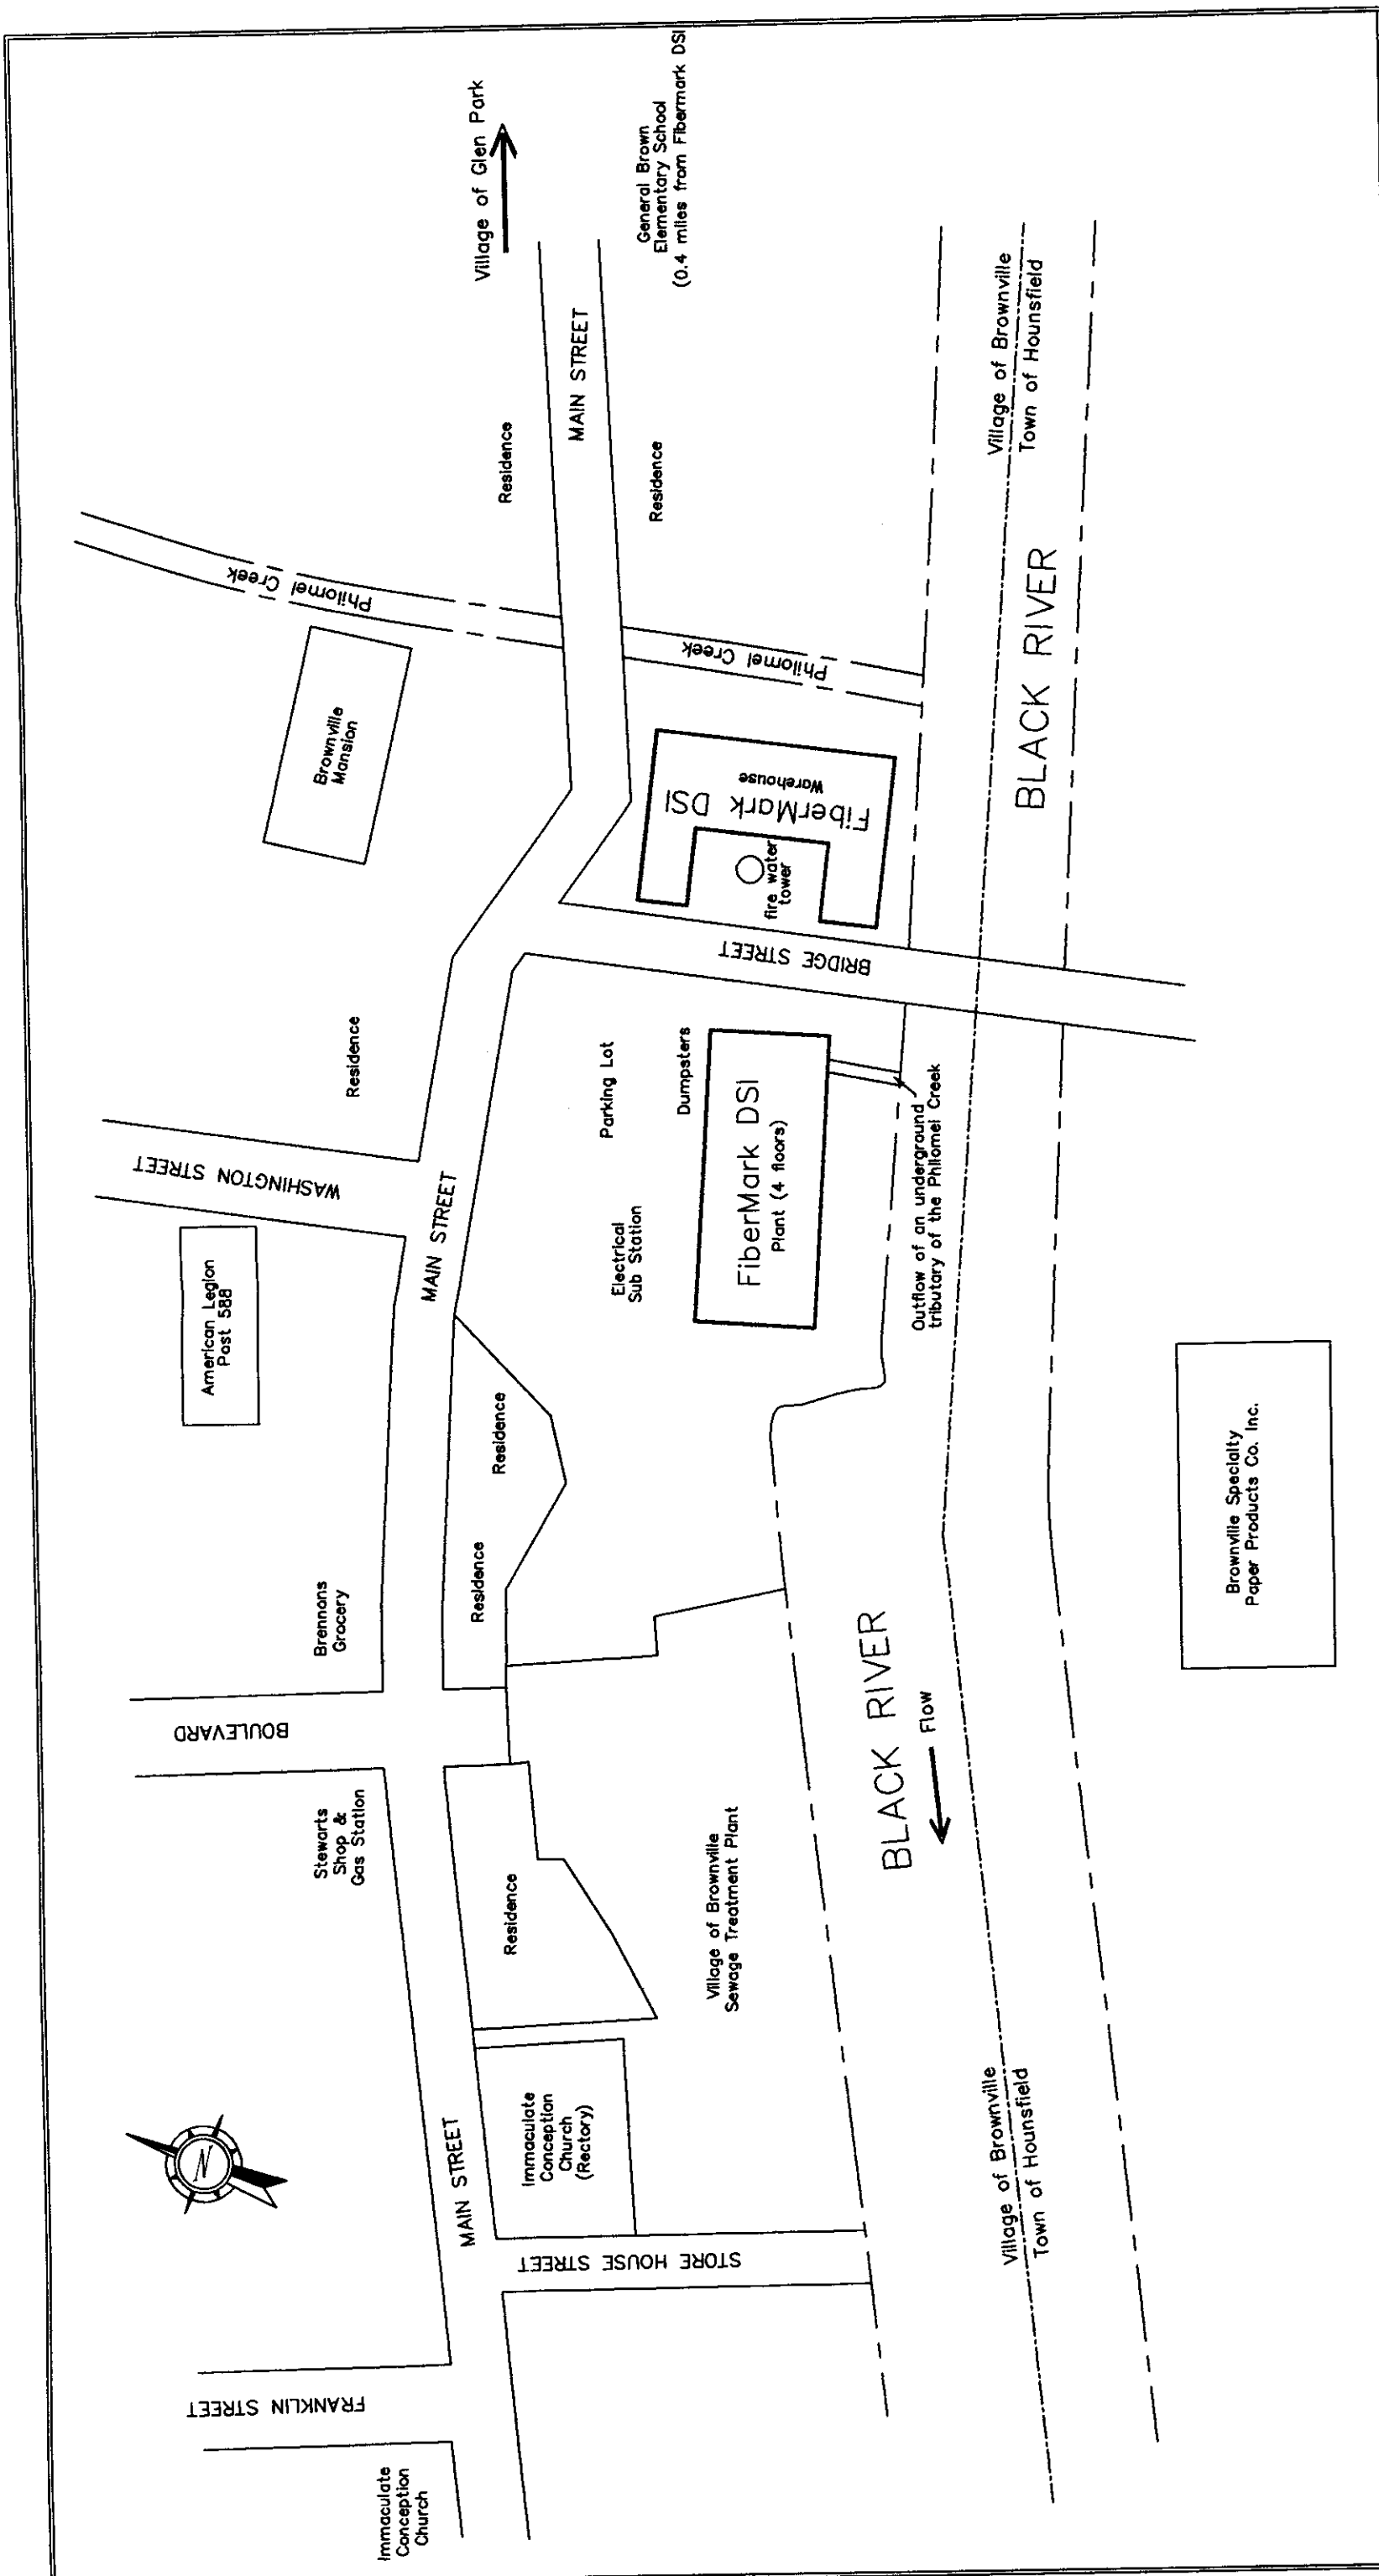 Immaculate
Conception
Church
FRANKLIN STREET
MAIN STREET
N
STORE HOUSE STREET
Immaculate
Conception
Church
(Rectory)
Residence
Stewarts
Shop &
Gas Station
BOULEVARD
Brennans
Grocery
Residence
Residence
American Legion
Post 588
WASHINGTON STREET
MAIN STREET
Residence
Brownville
Mansion
Philomel Creek
Village of Glen Park
Residence
MAIN STREET
Residence
General Brown
Elementary School
(0.4 miles from Fibermark DSI
Philomel Creek
FiberMark DSI
Warehouse
fire water
tower
BRIDGE STREET
Parking Lot
Dumpsters
Electrical
Sub Station
FiberMark DSI
Plant (4 floors)
Outflow of an underground
tributary of the Philomel Creek
Village of Brownville
Sewage Treatment Plant
BLACK RIVER
Flow
BLACK RIVER
Village of Brownville
Town of Hounsfield
Village of Brownville
Town of Hounsfield
Brownville Specialty
Paper Products Co. Inc.